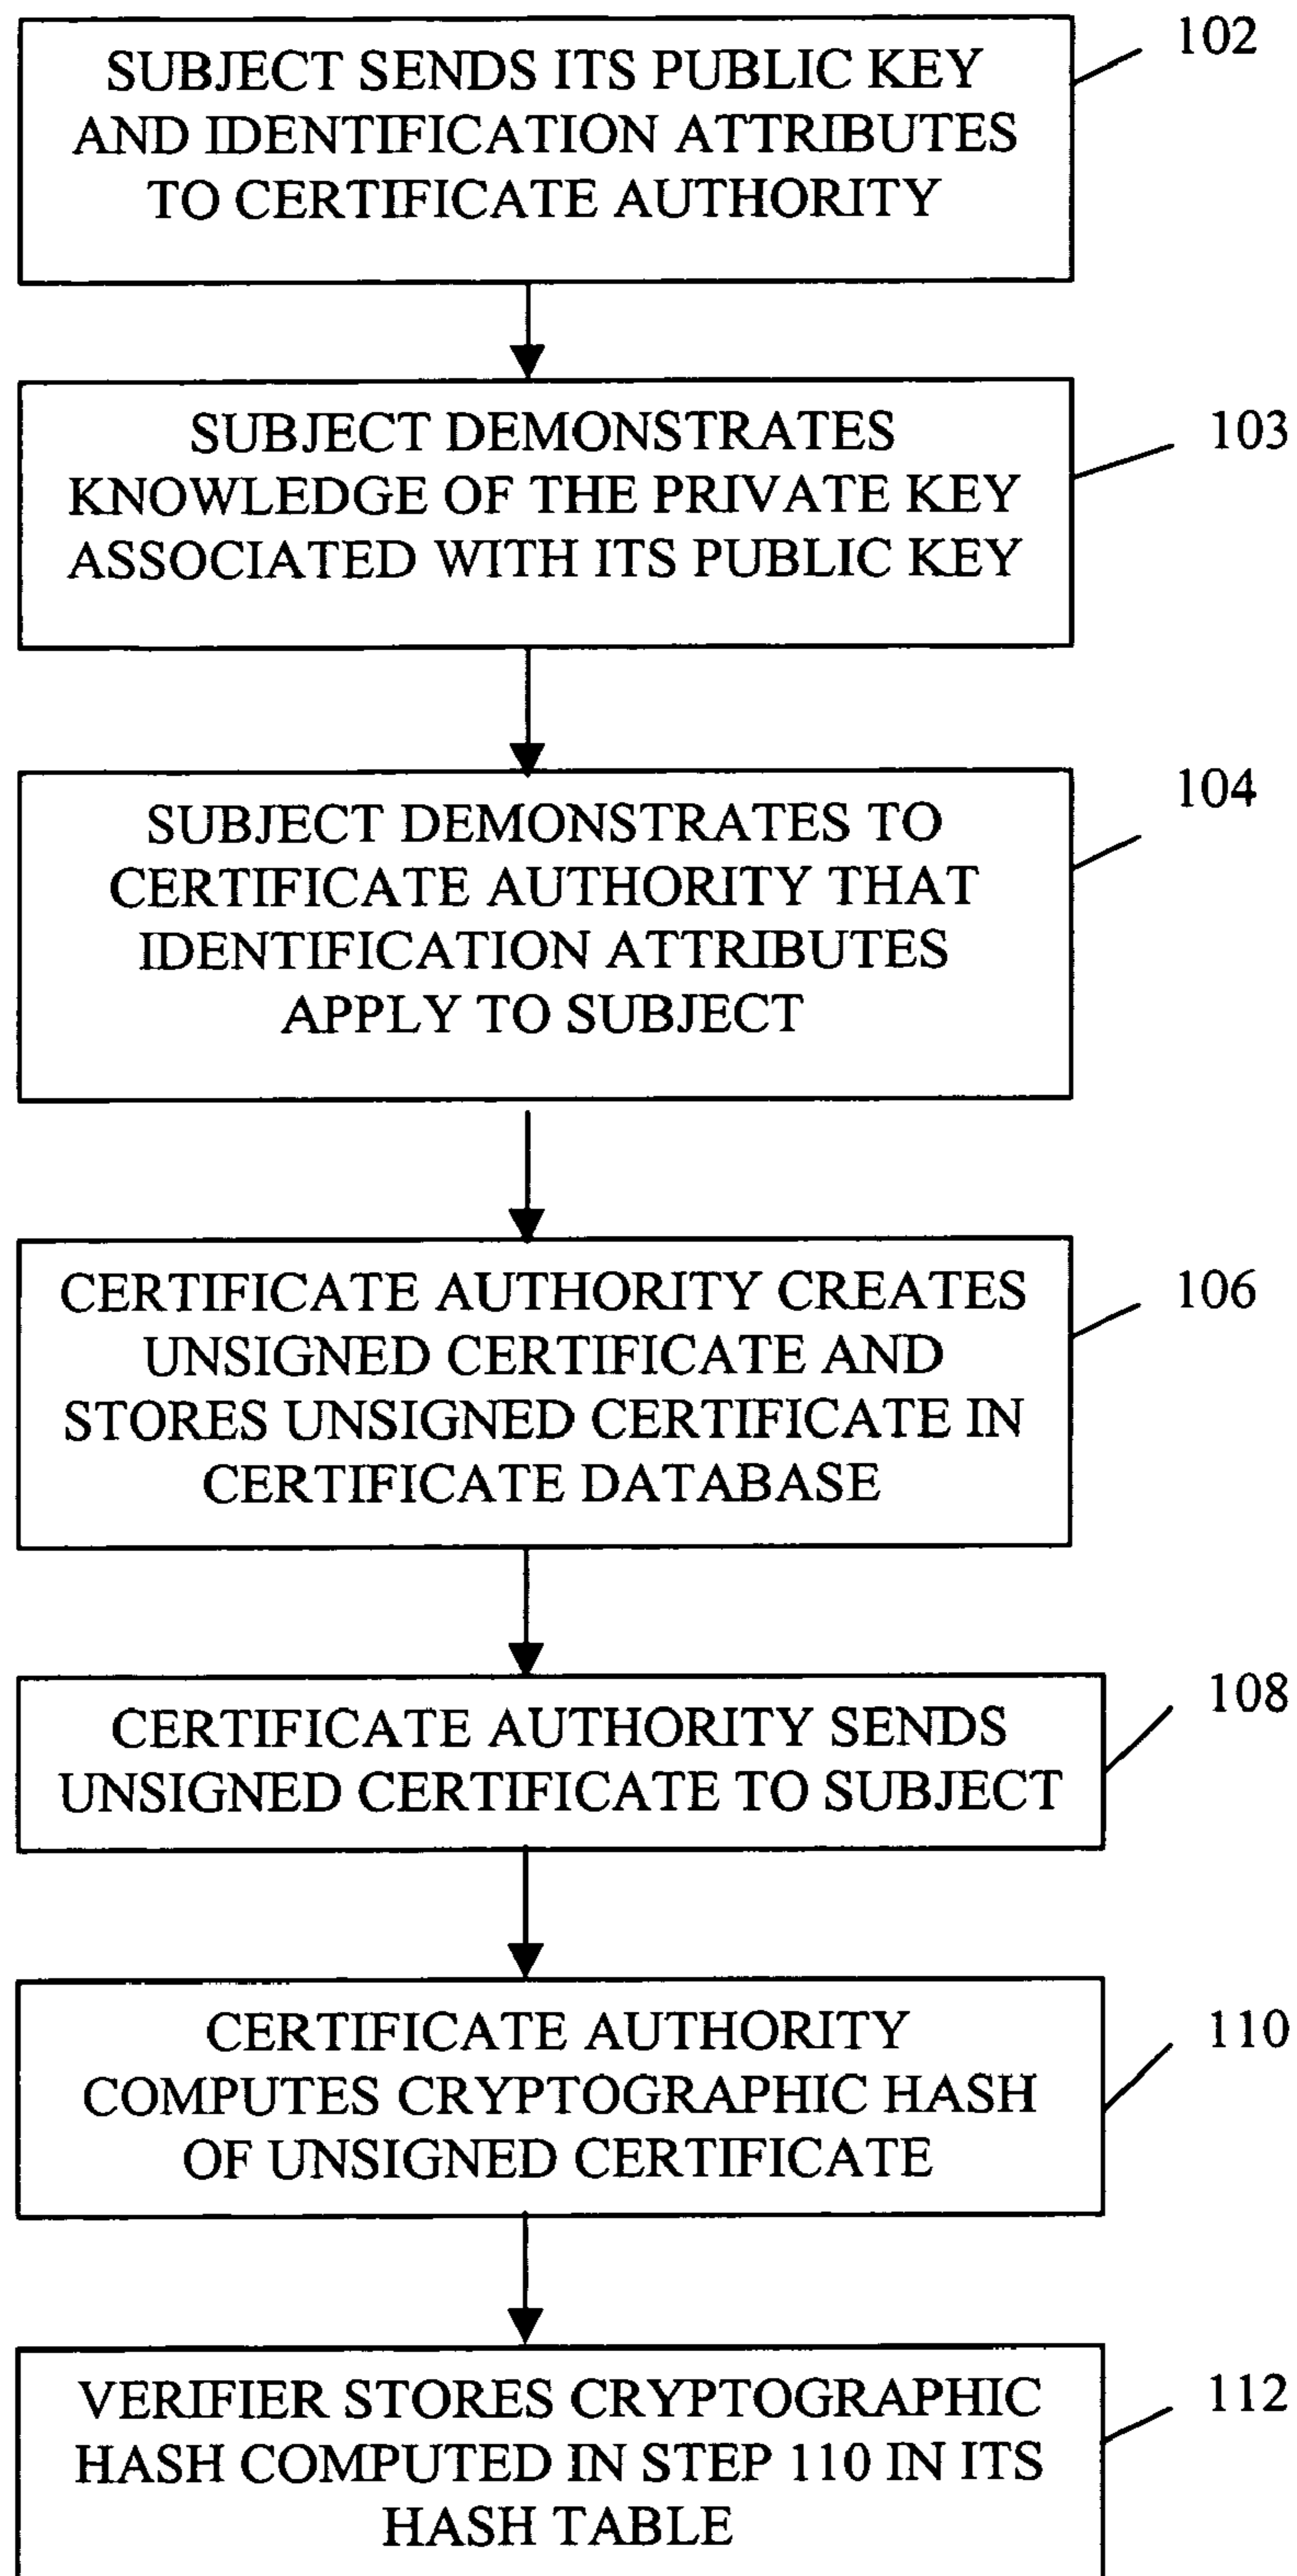 SUBJECT SENDS ITS PUBLIC KEY
AND IDENTIFICATION ATTRIBUTES
TO CERTIFICATE AUTHORITY
102
SUBJECT DEMONSTRATES
KNOWLEDGE OF THE PRIVATE KEY
ASSOCIATED WITH ITS PUBLIC KEY
103
SUBJECT DEMONSTRATES TO
CERTIFICATE AUTHORITY THAT
IDENTIFICATION ATTRIBUTES
APPLY TO SUBJECT
104
CERTIFICATE AUTHORITY CREATES
UNSIGNED CERTIFICATE AND
STORES UNSIGNED CERTIFICATE IN
CERTIFICATE DATABASE
106
CERTIFICATE AUTHORITY SENDS
UNSIGNED CERTIFICATE TO SUBJECT
108
CERTIFICATE AUTHORITY
COMPUTES CRYPTOGRAPHIC HASH
OF UNSIGNED CERTIFICATE
110
VERIFIER STORES CRYPTOGRAPHIC
HASH COMPUTED IN STEP 110 IN ITS
HASH TABLE
112